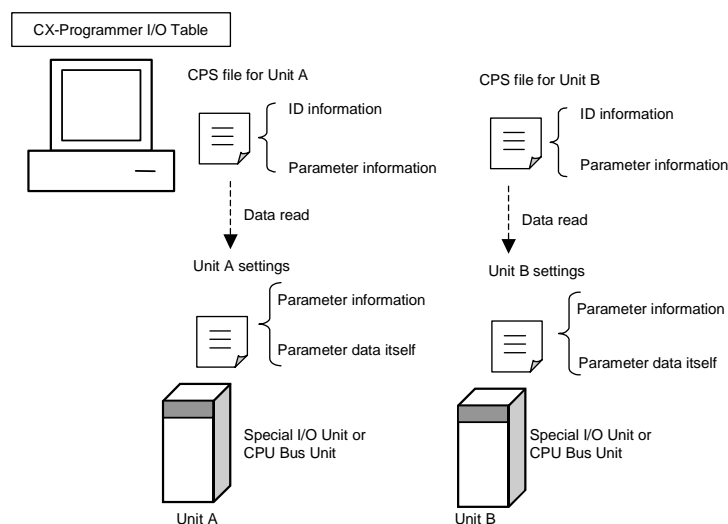 CX-Programmer I/O Table
CPS file for Unit A
ID information
Parameter information
Data read
Unit A settings
Parameter information
Parameter data itself
Special I/O Unit or
CPU Bus Unit
Unit A
CPS file for Unit B
ID information
Parameter information
Data read
Unit B settings
Parameter information
Parameter data itself
Special I/O Unit or
CPU Bus Unit
Unit B